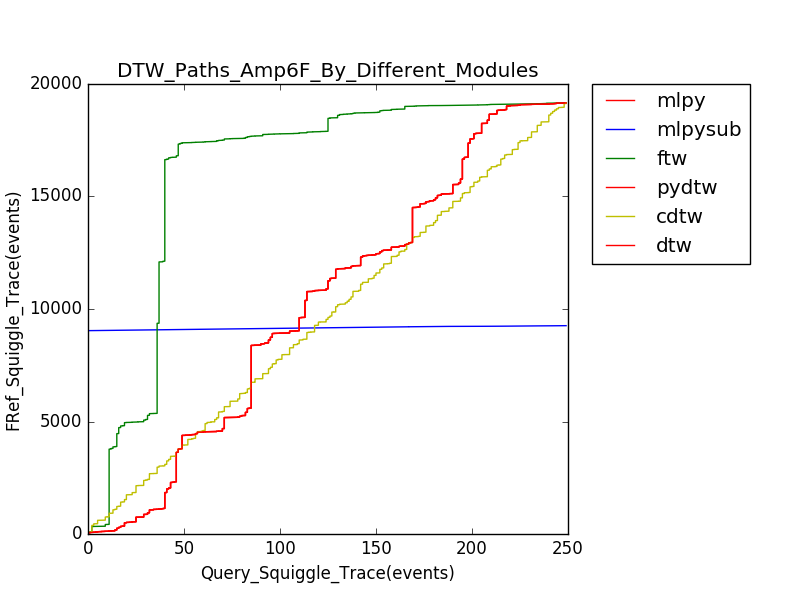 DTW_Paths_Amp6F_By_Different_Modules
20000
15000
10000
5000
0
FRef_Squiggle_Trace(events)
0 50 100 150 200 250
Query_Squiggle_Trace(events)
mlpy
mlpysub
ftw
pydtw
cdtw
dtw